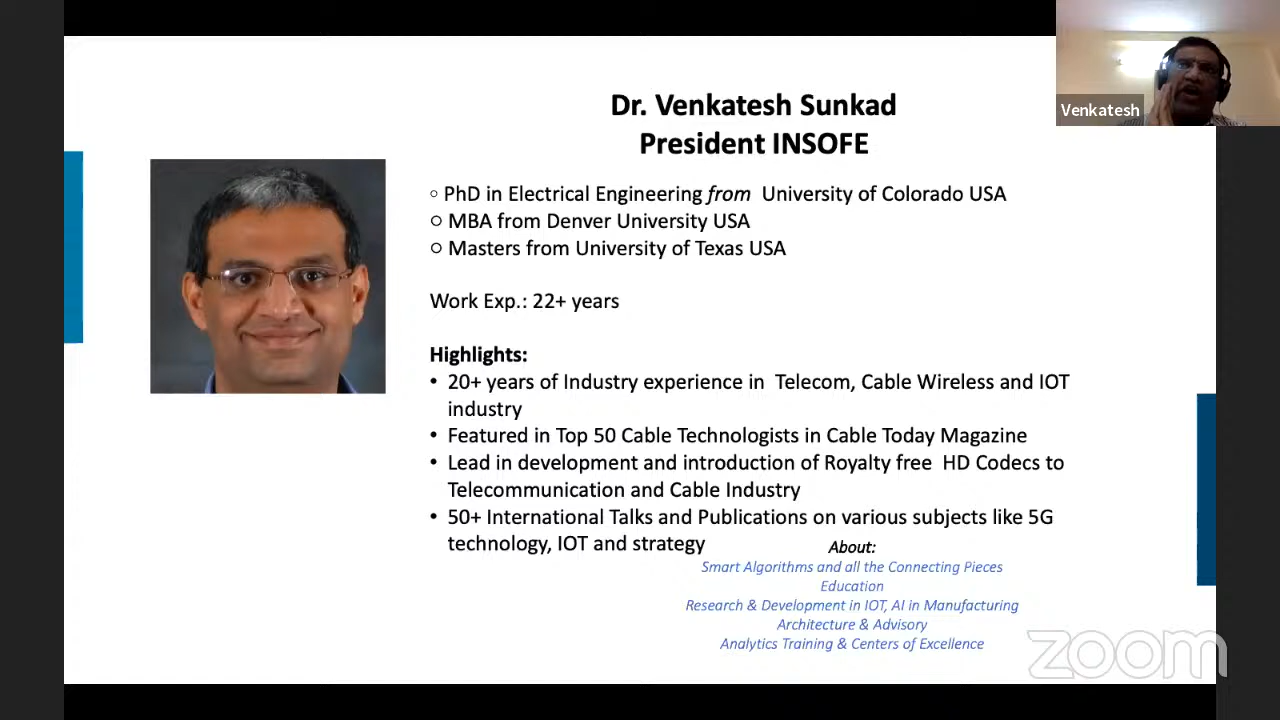 Dr. Venkatesh Sunkad
President INSOFE
Venkatesh
○ PhD in Electrical Engineering from University of Colorado USA
○ MBA from Denver University USA
○ Masters from University of Texas USA
Work Exp.: 22+ years
Highlights:
• 20+ years of Industry experience in Telecom, Cable Wireless and IOT
industry
• Featured in Top 50 Cable Technologists in Cable Today Magazine
• Lead in development and introduction of Royalty free HD Codecs to
Telecommunication and Cable Industry
• 50+ International Talks and Publications on various subjects like 5G
technology, IOT and strategy
About:
Smart Algorithms and all the Connecting Pieces
Education
Research & Development in IOT, AI in Manufacturing
Architecture & Advisory
Analytics Training & Centers of Excellence
zoom